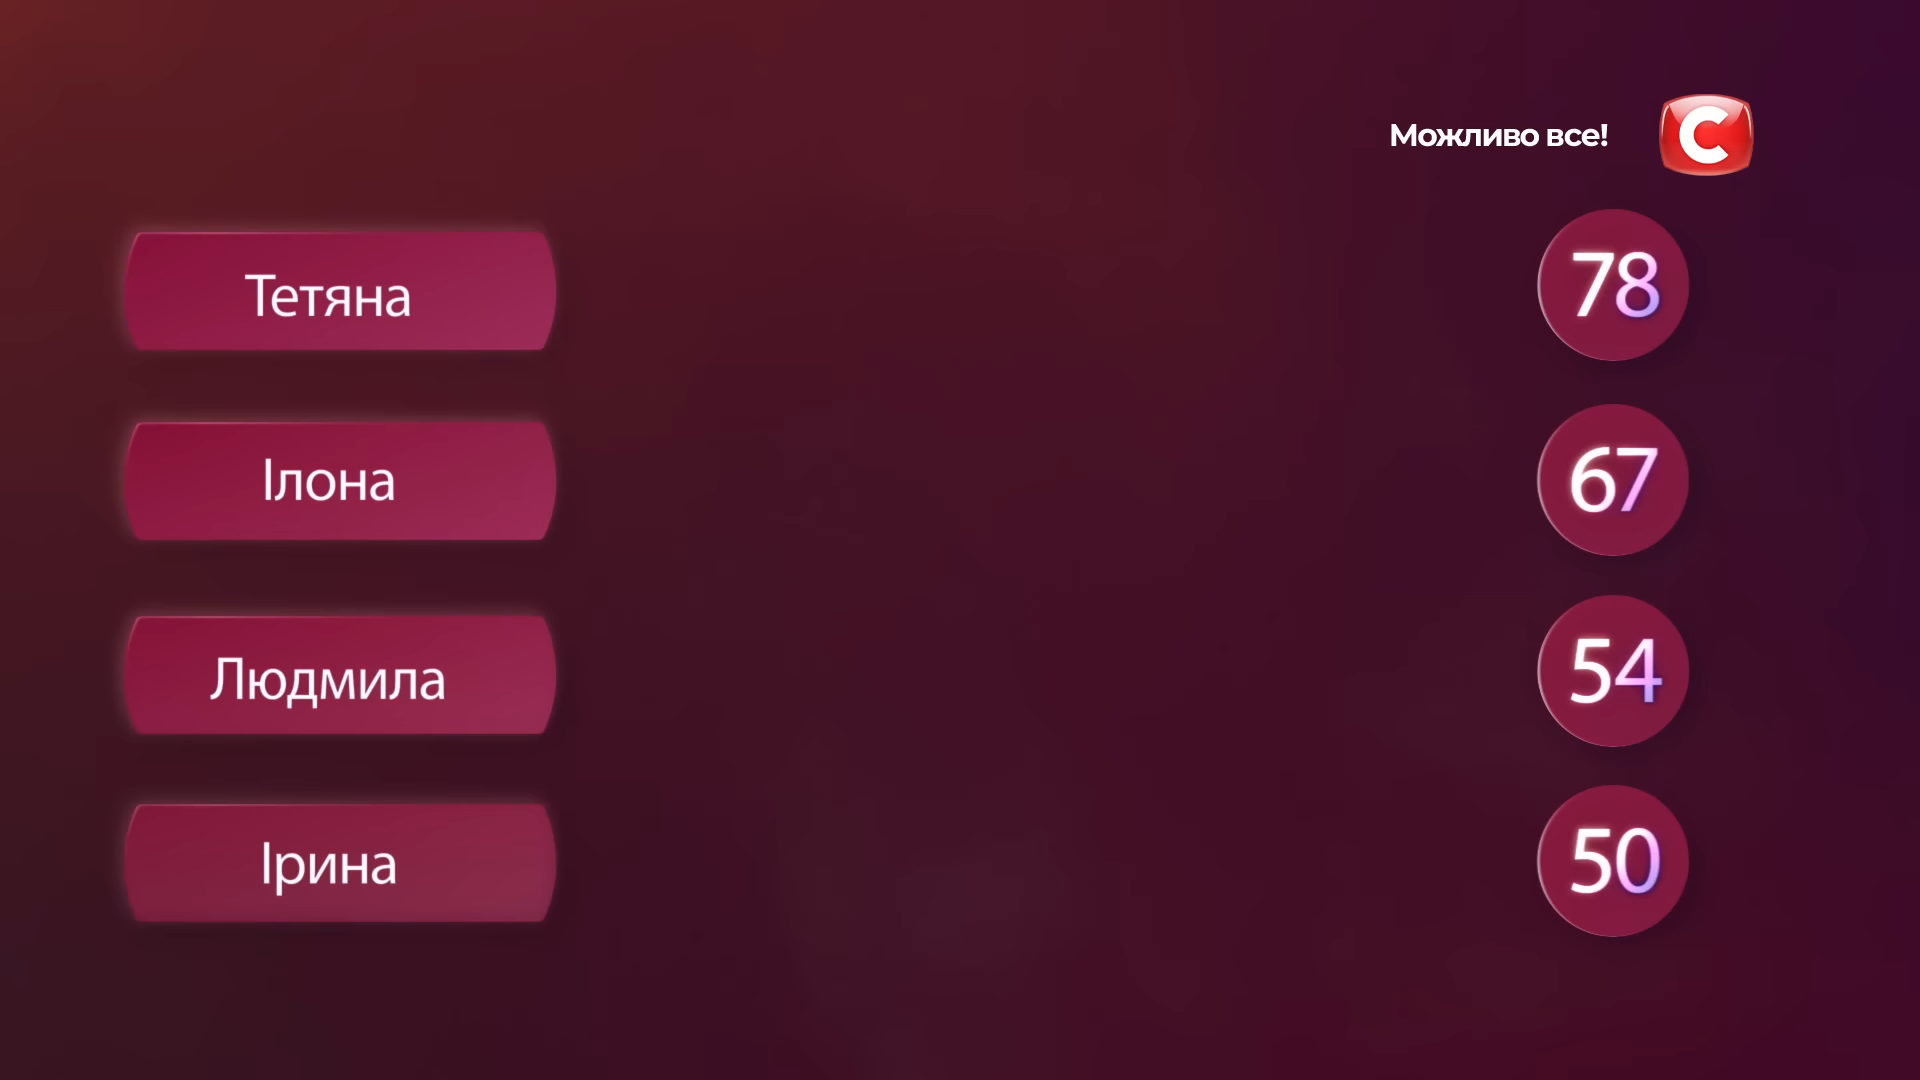 Можливо все! С
Тетяна 78
Ілона 67
Людмила 54
Ірина 50